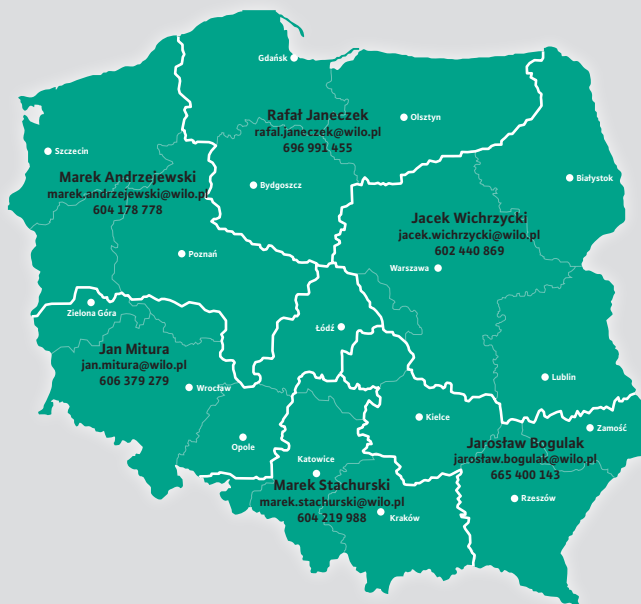 Gdańsk
Rafał Janeczek
rafal.janeczek@wilo.pl
696 991 455
Olsztyn
Szczecin
Marek Andrzejewski
marek.andrzejewski@wilo.pl
604 178 778
Bydgoszcz
Białystok
Jacek Wichrzycki
jacek.wichrzycki@wilo.pl
602 440 869
Poznań
Warszawa
Zielona Góra
Łódź
Jan Mitura
jan.mitura@wilo.pl
606 379 279
Wrocław
Lublin
Kielce
Zamość
Opole
Jarosław Bogulak
jarosław.bogulak@wilo.pl
665 400 143
Katowice
Marek Stachurski
marek.stachurski@wilo.pl
604 219 988
Rzeszów
Kraków